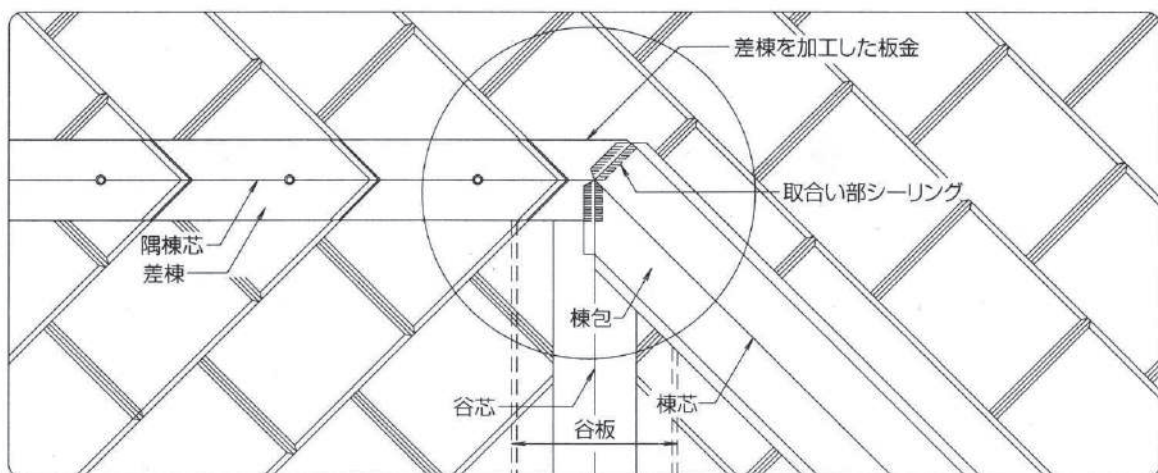 差棟を加工した板金
取合い部シーリング
隅棟芯
差棟
棟包
谷芯
棟芯
谷板